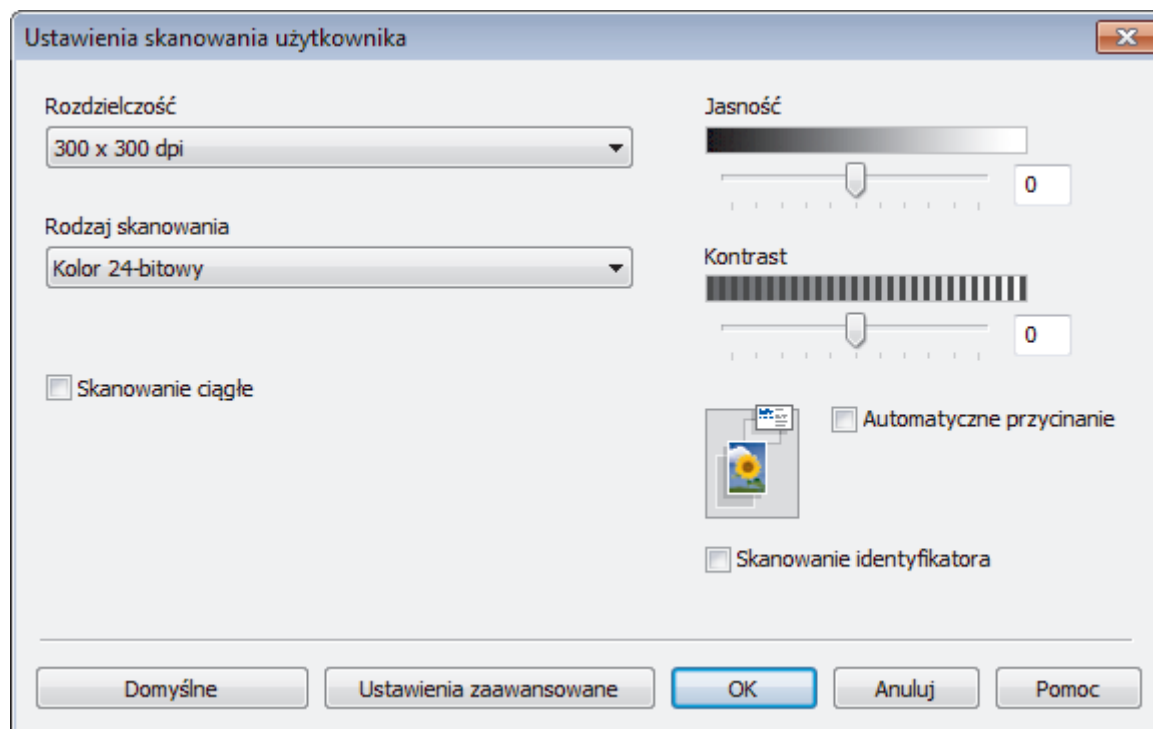 Ustawienia skanowania użytkownika
Rozdzielczość
300 x 300 dpi
Rodzaj skanowania
Kolor 24-bitowy
Skanowanie ciągłe
Jasność
0
Kontrast
0
Automatyczne przycinanie
Skanowanie identyfikatora
Domyślne
Ustawienia zaawansowane
OK
Anuluj
Pomoc